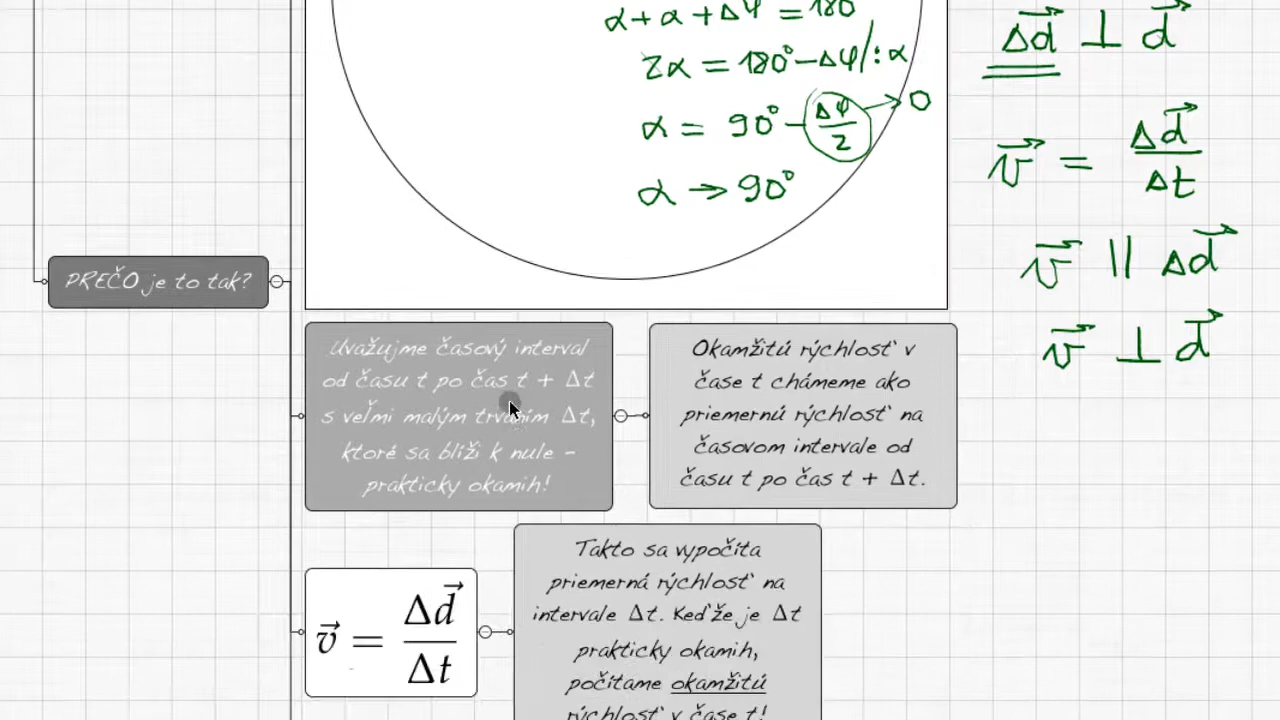 α + α + Δφ = 180
2α = 180° - Δφ /: α
α = 90° - Δφ/2 → 0
α → 90°
Δd⃗ ⊥ d⃗
v⃗ = Δd⃗/Δt
v⃗ || Δd⃗
v⃗ ⊥ d⃗
PREČO je to tak?
Uvažujme časový interval
od času t po čas t + Δt
s veľmi malým trvaním Δt,
ktoré sa blíži k nule -
prakticky okamih!
Okamžitú rýchlosť v
čase t chámeme ako
priemernú rýchlosť na
časovom intervale od
času t po čas t + Δt.
v⃗ = Δd⃗/Δt
Takto sa vypočíta
priemerná rýchlosť na
intervale Δt. Keďže je Δt
prakticky okamih,
počítame okamžitú
rýchlosť v čase t!